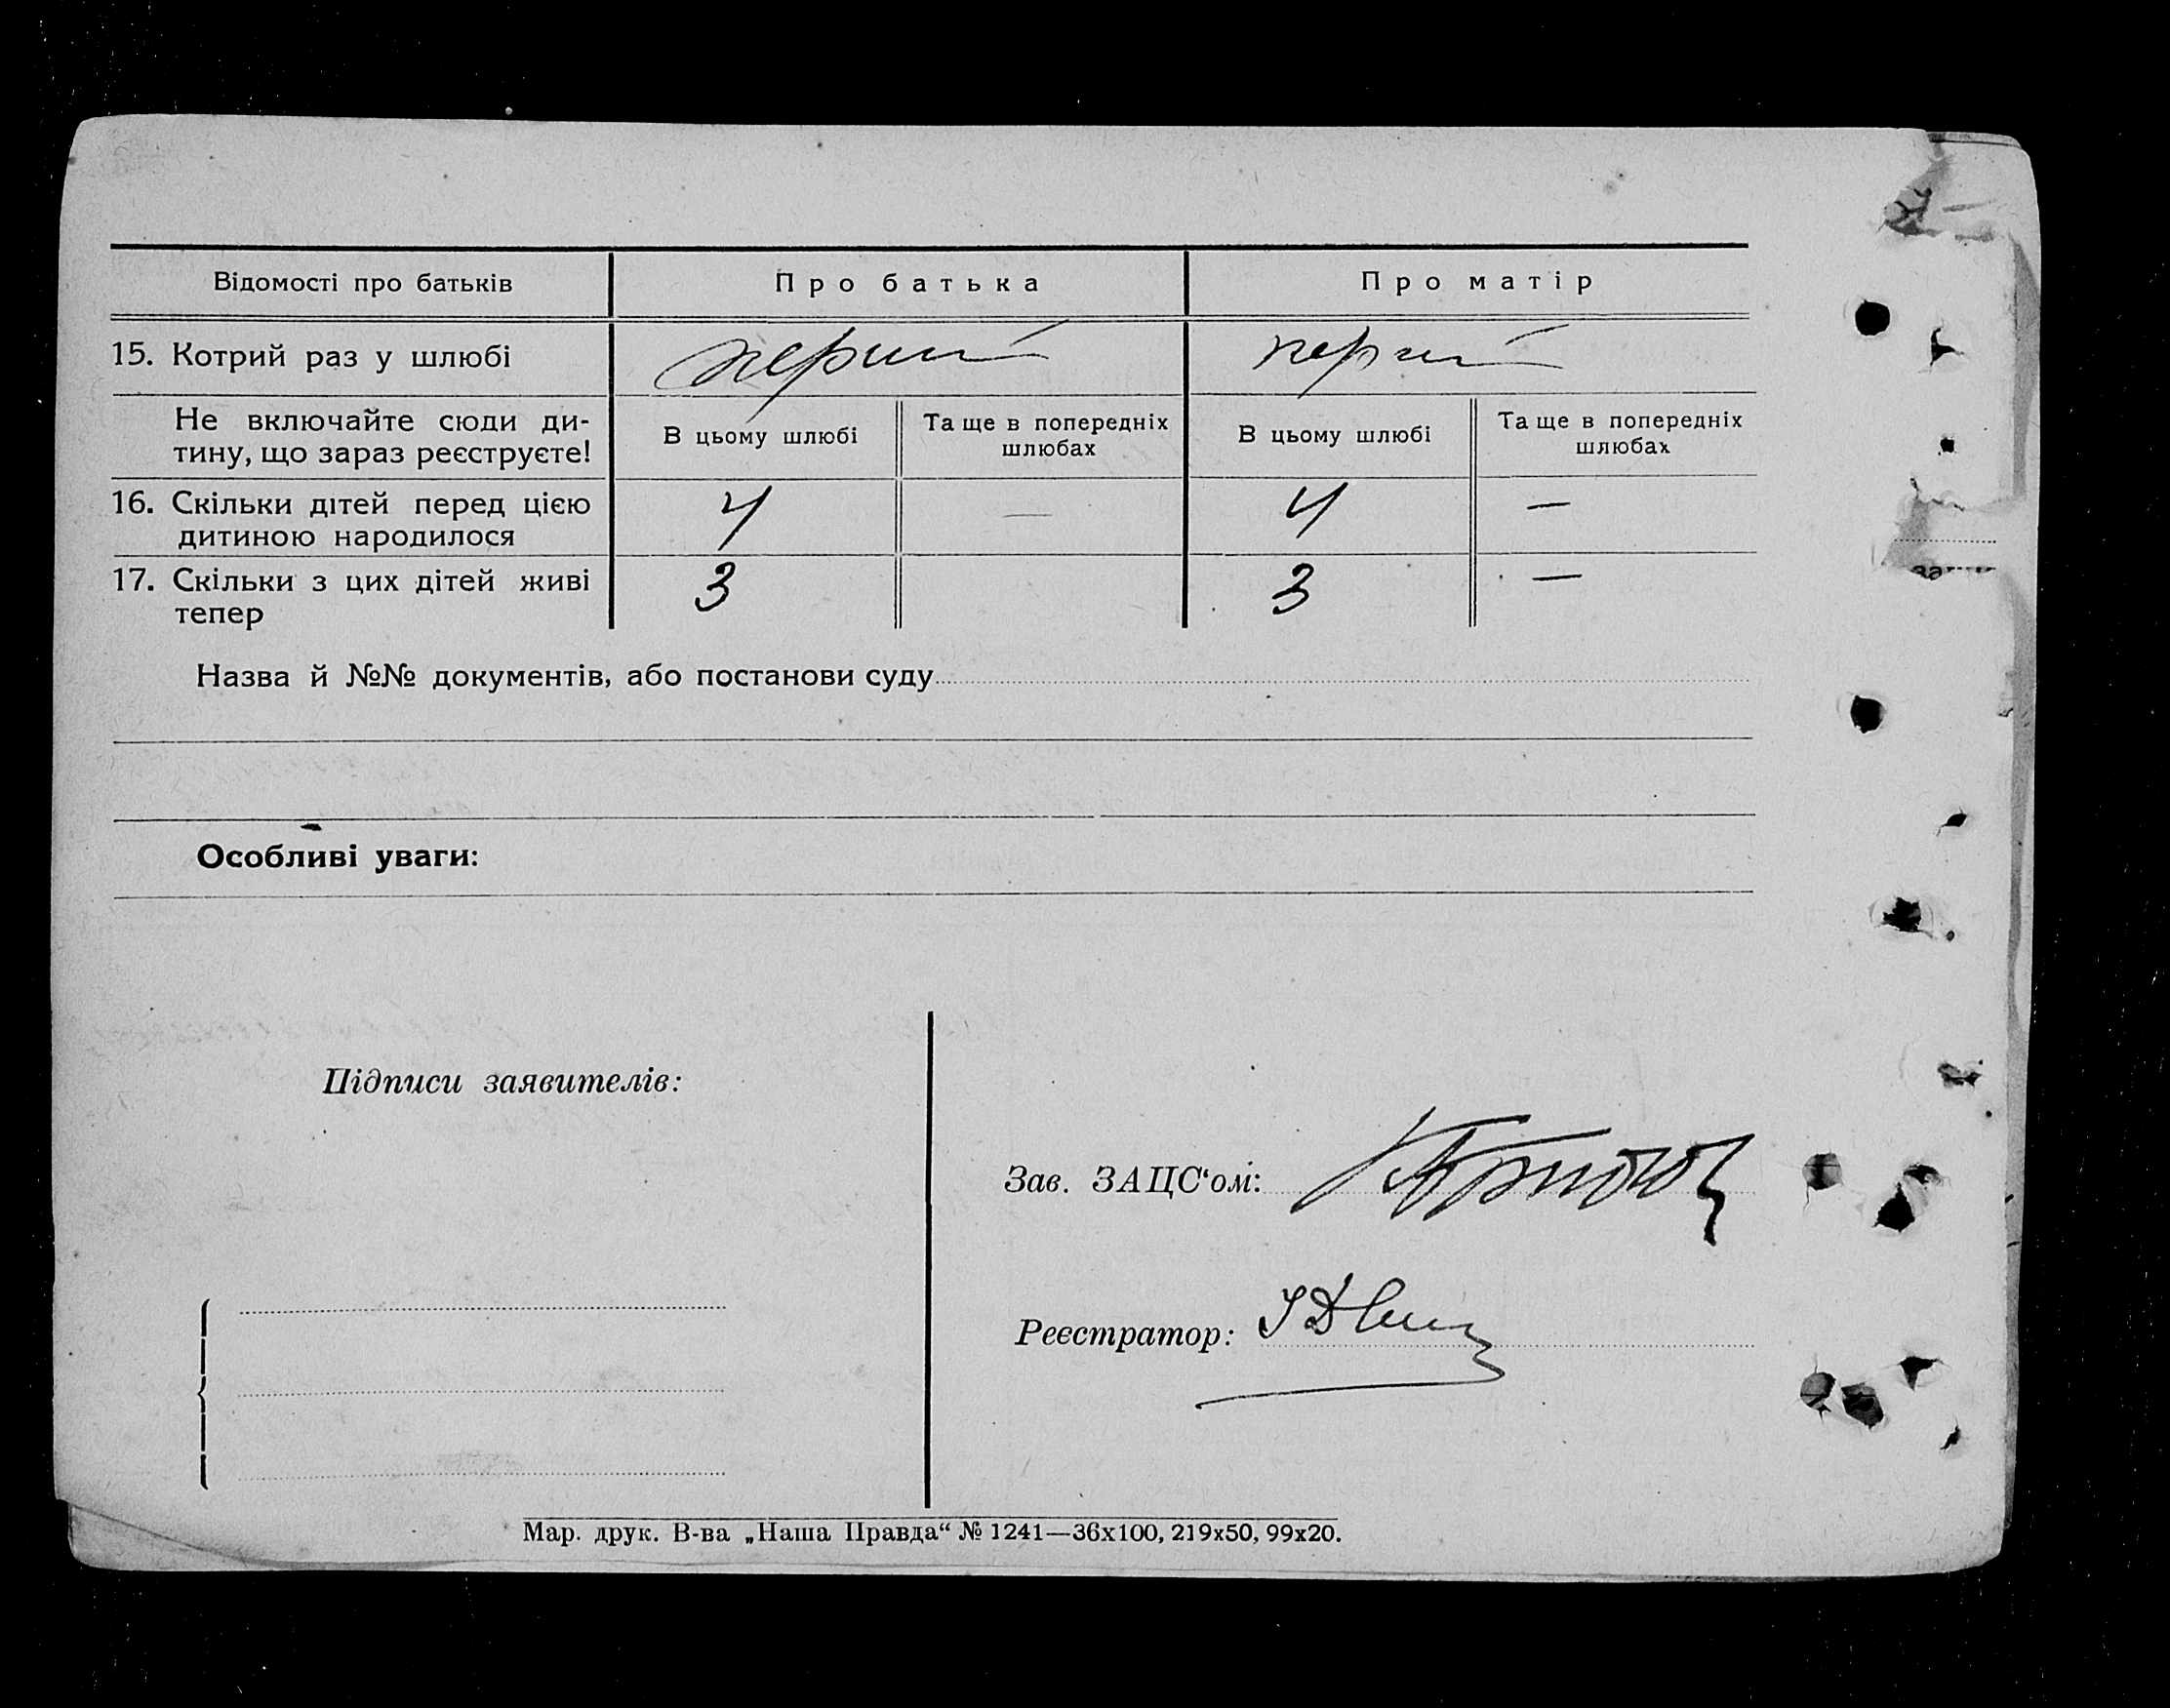 Відомості про батьків Про батька Про матір
15. Котрий раз у шлюбі перший перший
Не включайте сюди ди-
тину, що зараз реєструєте!
В цьому шлюбі Та ще в попередніх
шлюбах
В цьому шлюбі Та ще в попередніх
шлюбах
16. Скільки дітей перед цією
дитиною народилося
4 — 4 —
17. Скільки з цих дітей живі
тепер
3 3 —
Назва й №№ документів, або постанови суду
Особливі уваги:
Підписи заявителів:
Зав. ЗАЦС‘ом:
Реєстратор:
Мар. друк. В-ва „Наша Правда“ № 1241—36х100, 219х50, 99х20.